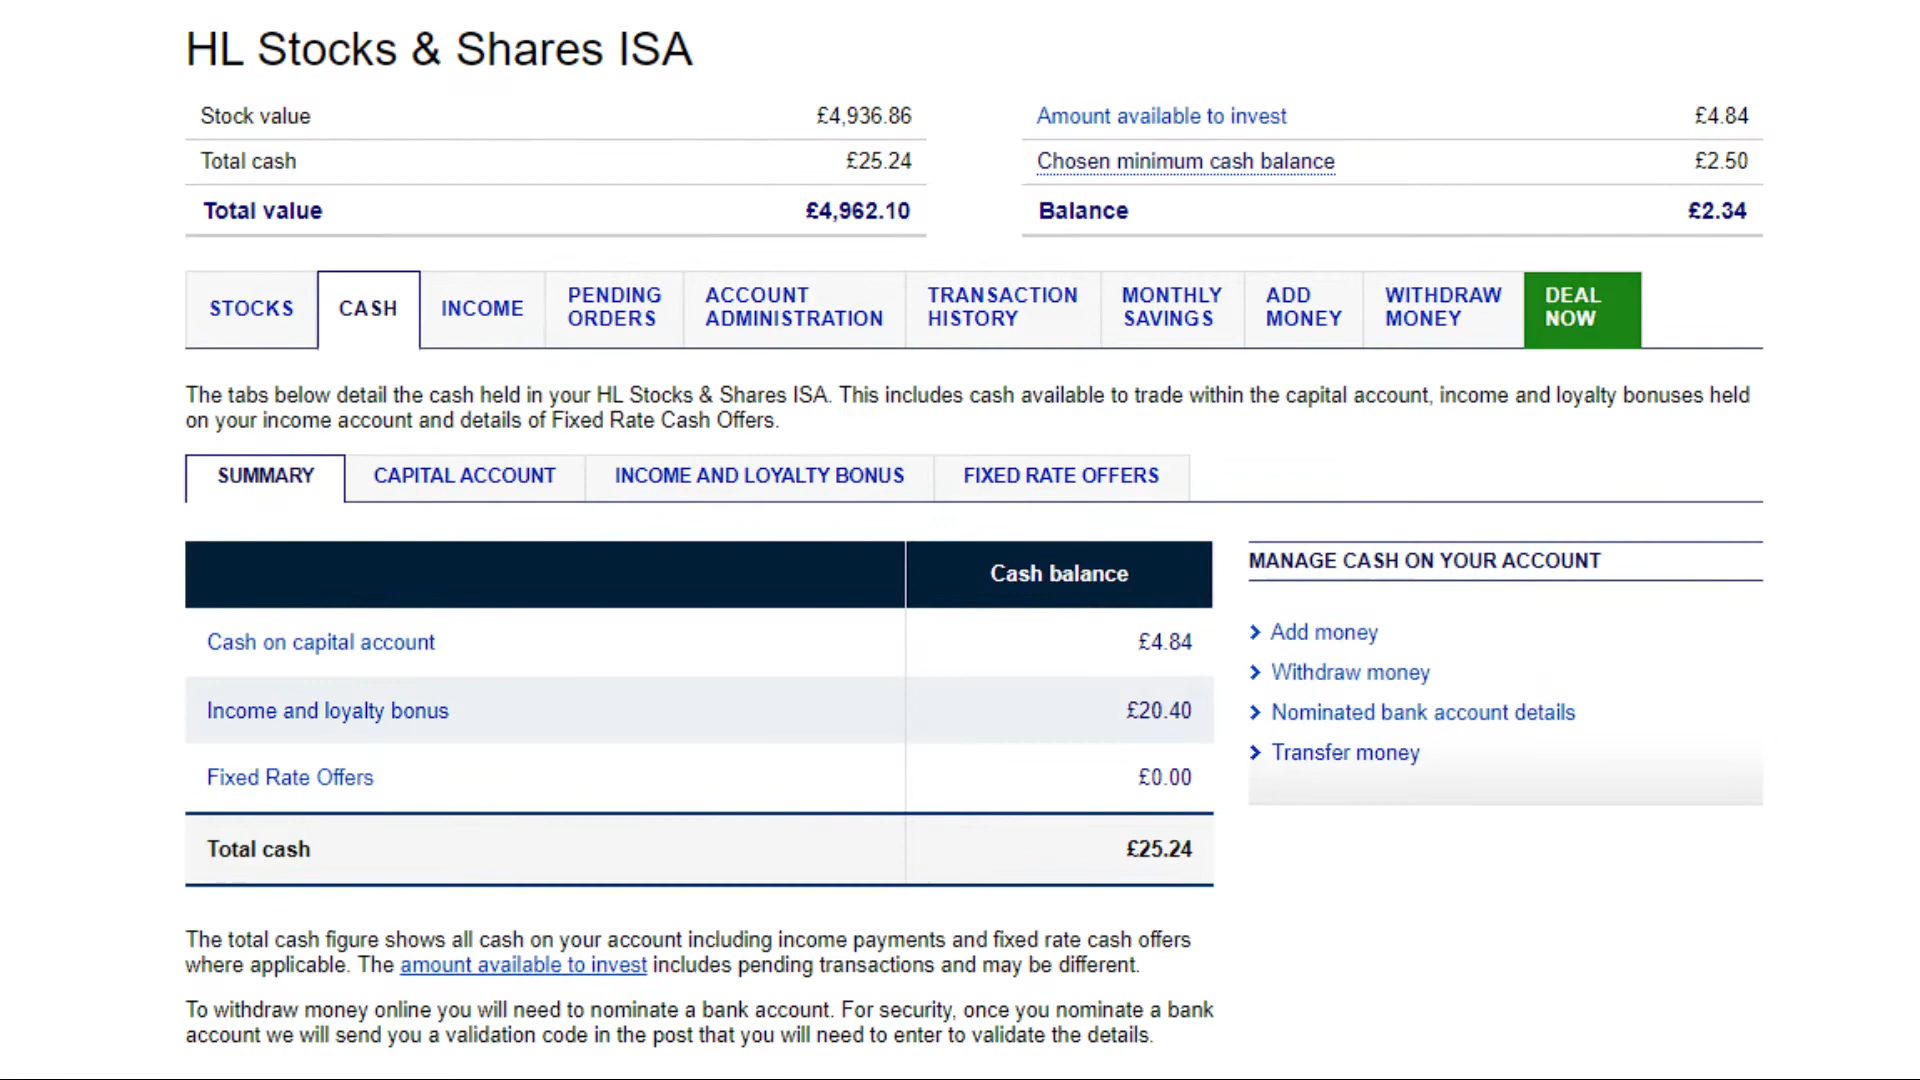 HL Stocks & Shares ISA
Stock value £4,936.86
Total cash £25.24
Total value £4,962.10
Amount available to invest £4.84
Chosen minimum cash balance £2.50
Balance £2.34
STOCKS
CASH
INCOME
PENDING
ORDERS
ACCOUNT
ADMINISTRATION
TRANSACTION
HISTORY
MONTHLY
SAVINGS
ADD
MONEY
WITHDRAW
MONEY
DEAL
NOW
The tabs below detail the cash held in your HL Stocks & Shares ISA. This includes cash available to trade within the capital account, income and loyalty bonuses held
on your income account and details of Fixed Rate Cash Offers.
SUMMARY
CAPITAL ACCOUNT
INCOME AND LOYALTY BONUS
FIXED RATE OFFERS
Cash balance
Cash on capital account £4.84
Income and loyalty bonus £20.40
Fixed Rate Offers £0.00
Total cash £25.24
MANAGE CASH ON YOUR ACCOUNT
Add money
Withdraw money
Nominated bank account details
Transfer money
The total cash figure shows all cash on your account including income payments and fixed rate cash offers
where applicable. The amount available to invest includes pending transactions and may be different.
To withdraw money online you will need to nominate a bank account. For security, once you nominate a bank
account we will send you a validation code in the post that you will need to enter to validate the details.